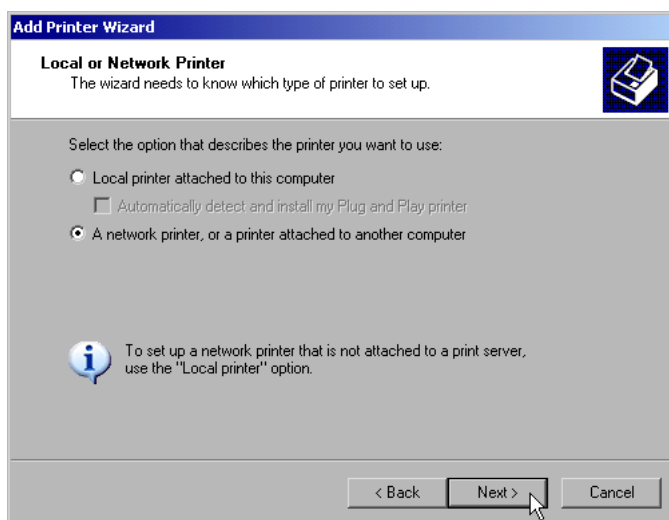 Add Printer Wizard
Local or Network Printer
The wizard needs to know which type of printer to set up.
Select the option that describes the printer you want to use:
Local printer attached to this computer
Automatically detect and install my Plug and Play printer
A network printer, or a printer attached to another computer
To set up a network printer that is not attached to a print server,
use the "Local printer" option.
< Back Next > Cancel